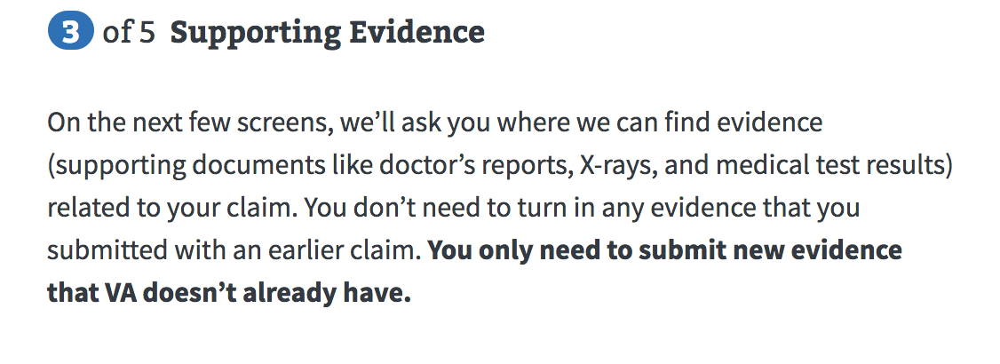 3 of 5 Supporting Evidence
On the next few screens, we’ll ask you where we can find evidence
(supporting documents like doctor’s reports, X-rays, and medical test results)
related to your claim. You don’t need to turn in any evidence that you
submitted with an earlier claim. You only need to submit new evidence
that VA doesn’t already have.